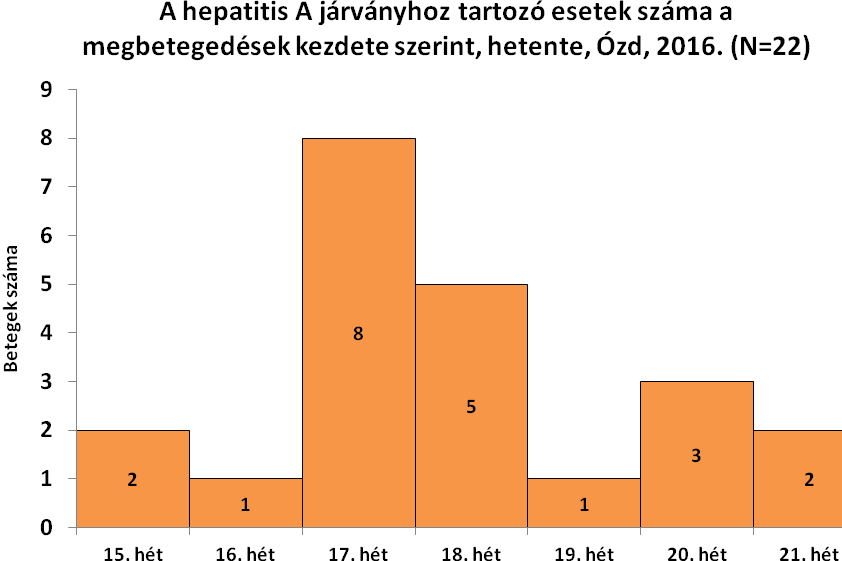 A hepatitis A járványhoz tartozó esetek száma a
megbetegedések kezdete szerint, hetente, Ózd, 2016. (N=22)
Betegek száma
9
8
7
6
5
4
3
2
1
0
2
1
8
5
1
3
2
15. hét
16. hét
17. hét
18. hét
19. hét
20. hét
21. hét